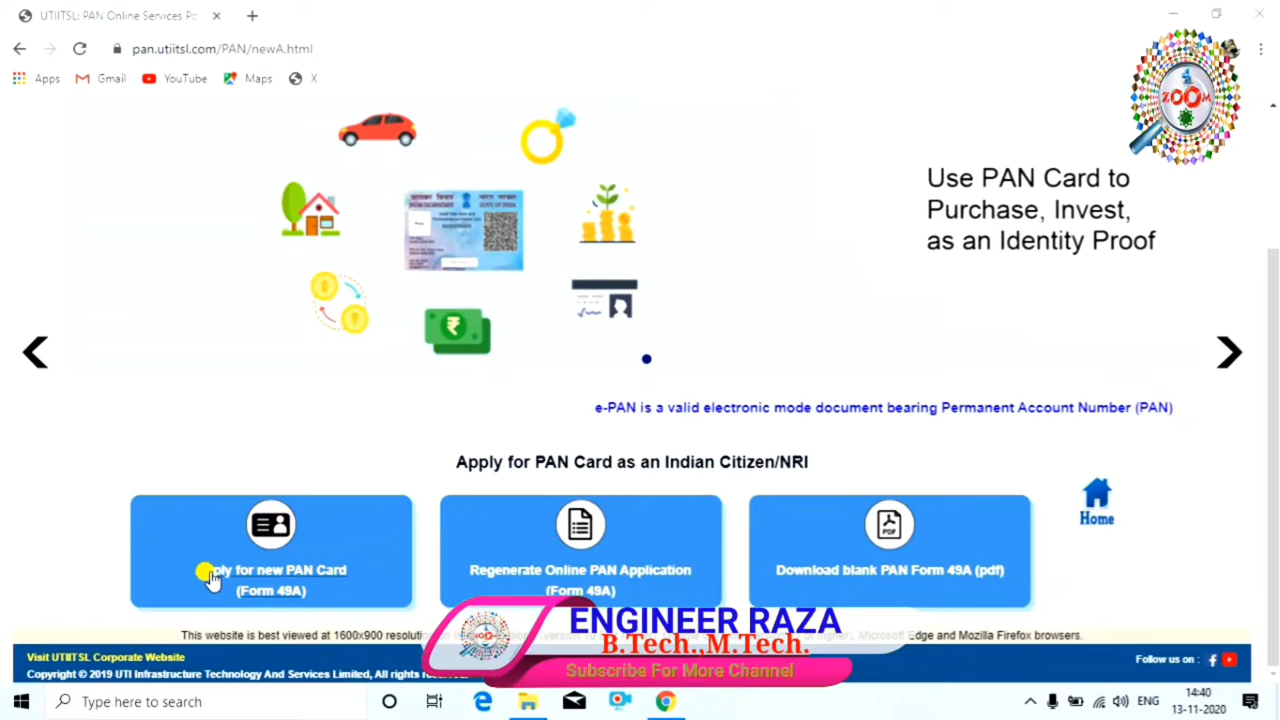 UTIITSL: PAN Online Services Po
pan.utiitsl.com/PAN/newA.html
Apps Gmail YouTube Maps X
ZOOM
Use PAN Card to
Purchase, Invest,
as an Identity Proof
e-PAN is a valid electronic mode document bearing Permanent Account Number (PAN)
Apply for PAN Card as an Indian Citizen/NRI
Home
ply for new PAN Card
(Form 49A)
Regenerate Online PAN Application
(Form 49A)
PDF
Download blank PAN Form 49A (pdf)
ENGINEER RAZA
B.Tech.,M.Tech.
Subscribe For More Channel
This website is best viewed at 1600x900 resolut
Microsoft Edge and Mozilla Firefox browsers.
Visit UTIITSL Corporate Website
Copyright © 2019 UTI Infrastructure Technology And Services Limited, All
Follow us on :
Type here to search
ENG
14:40
13-11-2020